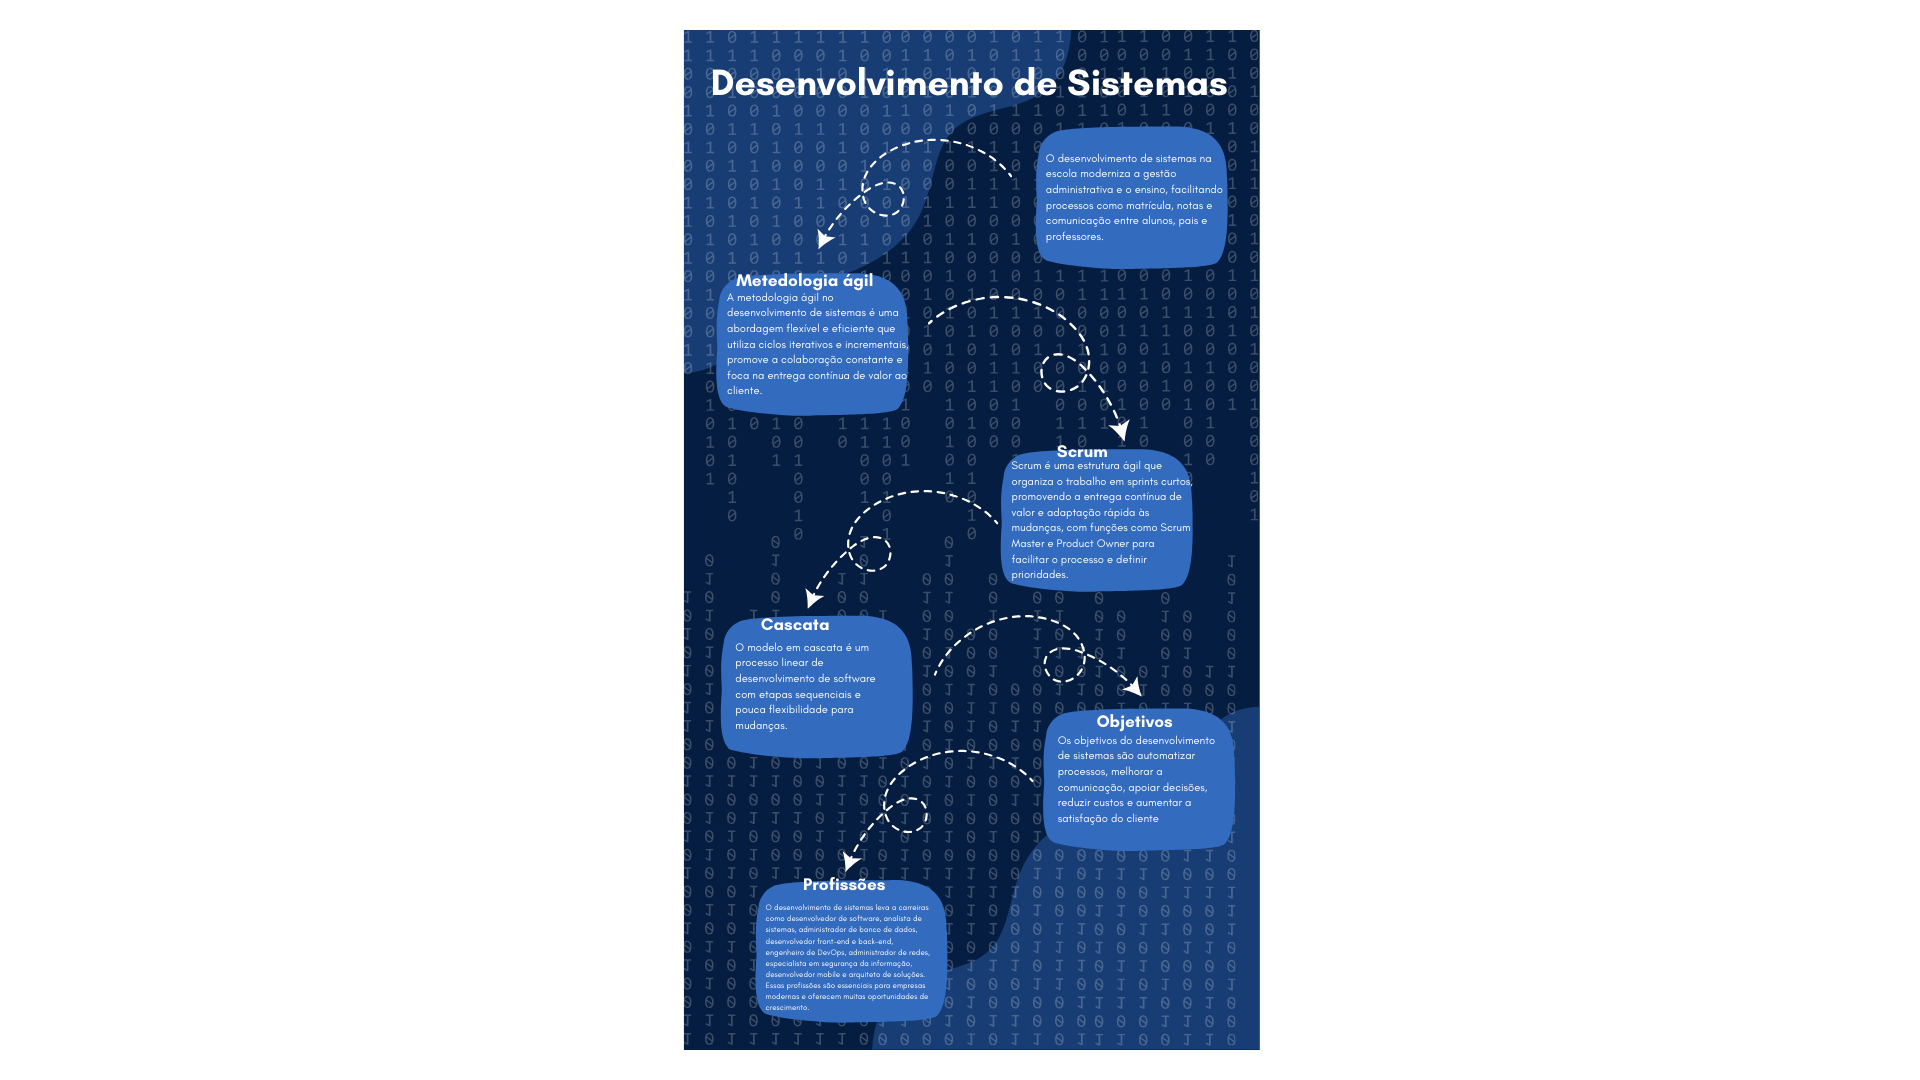 Desenvolvimento de Sistemas
O desenvolvimento de sistemas na
escola moderniza a gestão
administrativa e o ensino, facilitando
processos como matrícula, notas e
comunicação entre alunos, pais e
professores.
Metedologia ágil
A metodologia ágil no
desenvolvimento de sistemas é uma
abordagem flexível e eficiente que
utiliza ciclos iterativos e incrementais,
promove a colaboração constante e
foca na entrega contínua de valor ao
cliente.
Scrum
Scrum é uma estrutura ágil que
organiza o trabalho em sprints curtos,
promovendo a entrega contínua de
valor e adaptação rápida às
mudanças, com funções como Scrum
Master e Product Owner para
facilitar o processo e definir
prioridades.
Cascata
O modelo em cascata é um
processo linear de
desenvolvimento de software
com etapas sequenciais e
pouca flexibilidade para
mudanças.
Objetivos
Os objetivos do desenvolvimento
de sistemas são automatizar
processos, melhorar a
comunicação, apoiar decisões,
reduzir custos e aumentar a
satisfação do cliente
Profissões
O desenvolvimento de sistemas leva a carreiras
como desenvolvedor de software, analista de
sistemas, administrador de banco de dados,
desenvolvedor front-end e back-end,
engenheiro de DevOps, administrador de redes,
especialista em segurança da informação,
desenvolvedor mobile e arquiteto de soluções.
Essas profissões são essenciais para empresas
modernas e oferecem muitas oportunidades de
crescimento.